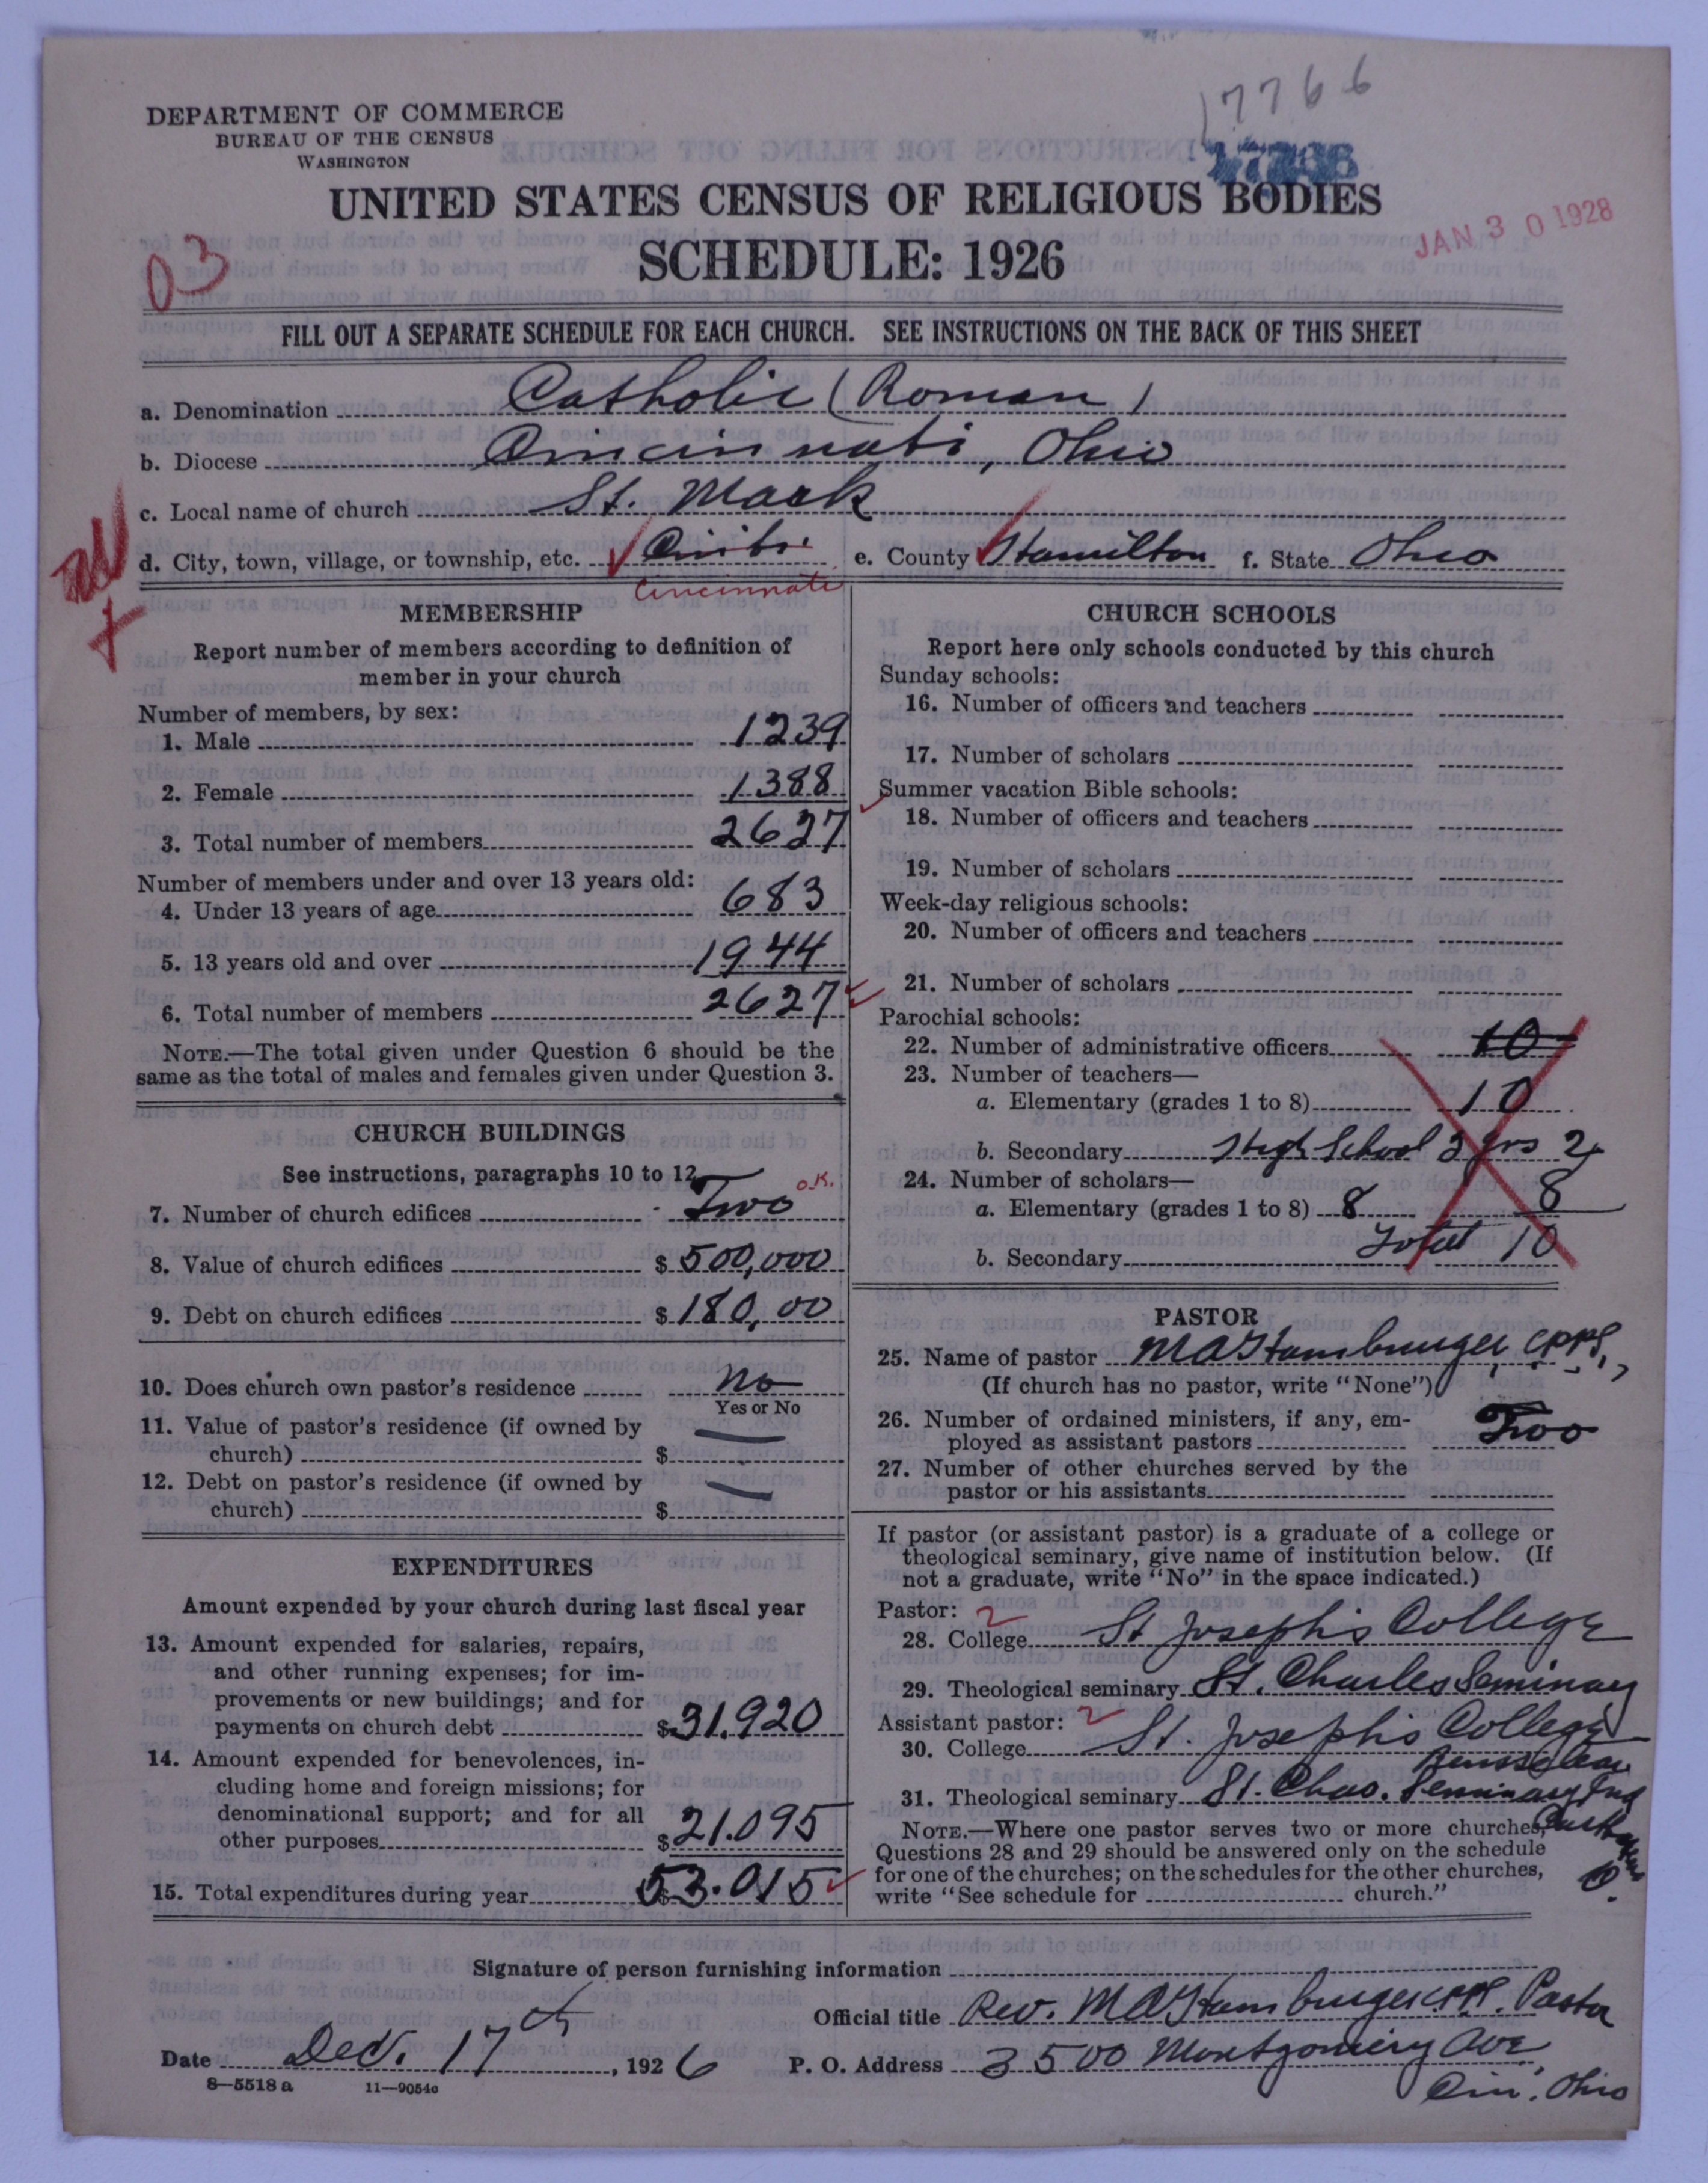 17766
DEPARTMENT OF COMMERCE
BUREAU OF THE CENSUS
WASHINGTON
17766
UNITED STATES CENSUS OF RELIGIOUS BODIES
JAN 30 1928
SCHEDULE: 1926
03
FILL OUT A SEPARATE SCHEDULE FOR EACH CHURCH. SEE INSTRUCTIONS ON THE BACK OF THIS SHEET
a. Denomination Catholic (Roman)
b. Diocese Cincinnati, Ohio
c. Local name of church St. Mark
d. City, town, village, or township, etc. Cinti. e. County Hamilton f. State Ohio
Cincinnati
MEMBERSHIP
Report number of members according to definition of
member in your church
Number of members, by sex:
1. Male 1239
2. Female 1388
3. Total number of members 2627
Number of members under and over 13 years old:
4. Under 13 years of age 683
5. 13 years old and over 1944
6. Total number of members 2627
NOTE.—The total given under Question 6 should be the
same as the total of males and females given under Question 3.
CHURCH BUILDINGS
See instructions, paragraphs 10 to 12
7. Number of church edifices Two O.K.
8. Value of church edifices $ 500,000
9. Debt on church edifices $ 180,00
10. Does church own pastor's residence No
Yes or No
11. Value of pastor's residence (if owned by
church) $
12. Debt on pastor's residence (if owned by
church) $
EXPENDITURES
Amount expended by your church during last fiscal year
13. Amount expended for salaries, repairs,
and other running expenses; for im-
provements or new buildings; and for
payments on church debt $31.920
14. Amount expended for benevolences, in-
cluding home and foreign missions; for
denominational support; and for all
other purposes $21.095
15. Total expenditures during year $53.015
CHURCH SCHOOLS
Report here only schools conducted by this church
Sunday schools:
16. Number of officers and teachers
17. Number of scholars
Summer vacation Bible schools:
18. Number of officers and teachers
19. Number of scholars
Week-day religious schools:
20. Number of officers and teachers
21. Number of scholars
Parochial schools:
22. Number of administrative officers 10
23. Number of teachers—
a. Elementary (grades 1 to 8) 10
b. Secondary High School 2 yrs 2
24. Number of scholars—
a. Elementary (grades 1 to 8) 8 8
b. Secondary Total 10
PASTOR
25. Name of pastor M A Hamburger, C.PP.S.,
(If church has no pastor, write "None")
26. Number of ordained ministers, if any, em-
ployed as assistant pastors Two
27. Number of other churches served by the
pastor or his assistants
If pastor (or assistant pastor) is a graduate of a college or
theological seminary, give name of institution below. (If
not a graduate, write "No" in the space indicated.)
Pastor: 2
28. College St Joseph's College
29. Theological seminary St. Charles Seminary
Assistant pastor: 2
30. College St. Joseph's College
Rensselaer
31. Theological seminary St. Chas. Seminary Ind
Carthagena
O.
NOTE.—Where one pastor serves two or more churches,
Questions 28 and 29 should be answered only on the schedule
for one of the churches; on the schedules for the other churches,
write "See schedule for church."
Signature of person furnishing information
Official title Rev. M A Hamburger C.PP.S. Pastor
Date Dec. 17th, 1926 P. O. Address 3500 Montgomery Ave,
Cin. Ohio
8—5518 a 11—9054c